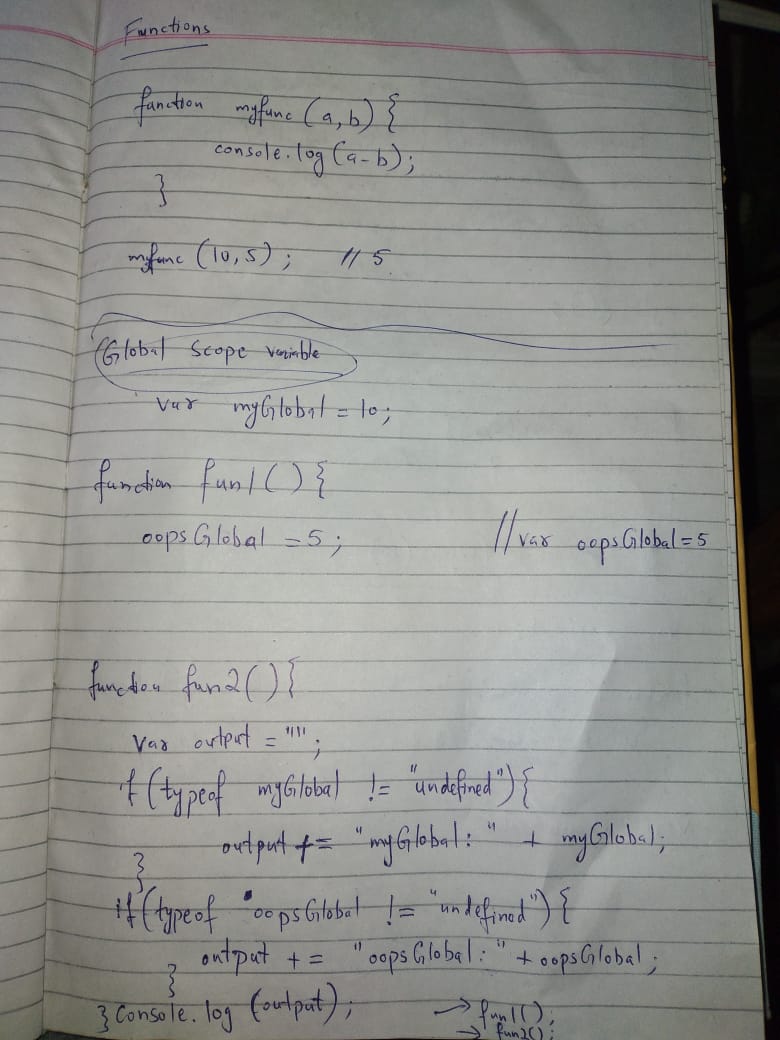 Functions
function myfunc (a,b) {
console.log (a-b);
}
myfunc (10,5); // 5
Global Scope variable
var myGlobal = 10;
function fun1() {
oopsGlobal = 5; // var oopsGlobal = 5
function fun2() {
var output = "";
if (typeof myGlobal != "undefined") {
output += "myGlobal: " + myGlobal;
}
if (typeof oopsGlobal != "undefined") {
output += "oopsGlobal: " + oopsGlobal;
}
} Console.log (output); → fun1();
→ fun2();